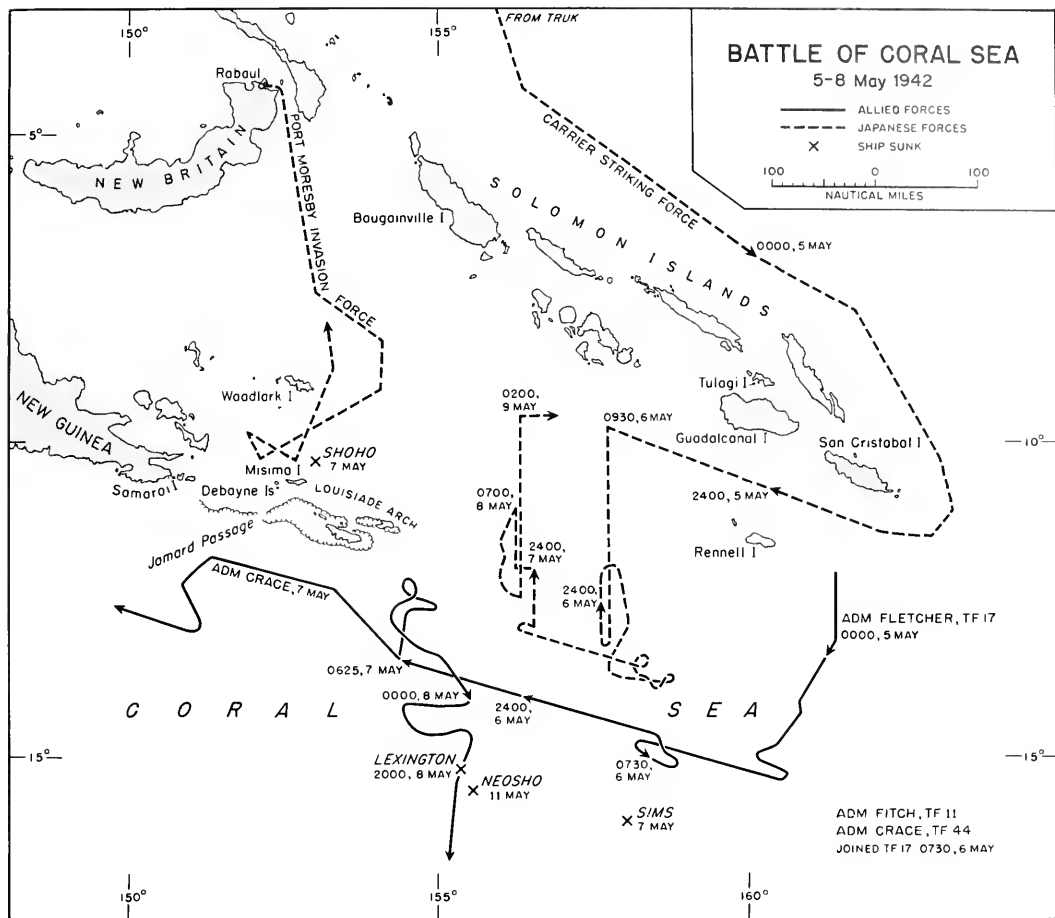 150°
155°
FROM TRUK
BATTLE OF CORAL SEA
5-8 May 1942
ALLIED FORCES
JAPANESE FORCES
SHIP SUNK
100 0 100
NAUTICAL MILES
Rabaul
5°
5°
NEW BRITAIN
PORT MORESBY INVASION FORCE
CARRIER STRIKING FORCE
SOLOMON ISLANDS
Bougainville I
0000, 5 MAY
Woodlark I
NEW GUINEA
Tulagi I
0200,
9 MAY
0930, 6 MAY
Guadalcanal I
San Cristobal I
10°
10°
SHOHO
7 MAY
Misima I
Samarai I
Deboyne Is
LOUISIADE ARCH
Jomard Passage
0700,
8 MAY
2400, 5 MAY
Rennell I
2400,
7 MAY
2400,
6 MAY
ADM CRACE, 7 MAY
ADM FLETCHER, TF 17
0000, 5 MAY
0625, 7 MAY
0000, 8 MAY
2400,
6 MAY
CORAL SEA
15°
15°
LEXINGTON
2000, 8 MAY
NEOSHO
11 MAY
0730,
6 MAY
SIMS
7 MAY
ADM FITCH, TF 11
ADM CRACE, TF 44
JOINED TF 17 0730, 6 MAY
150°
155°
160°